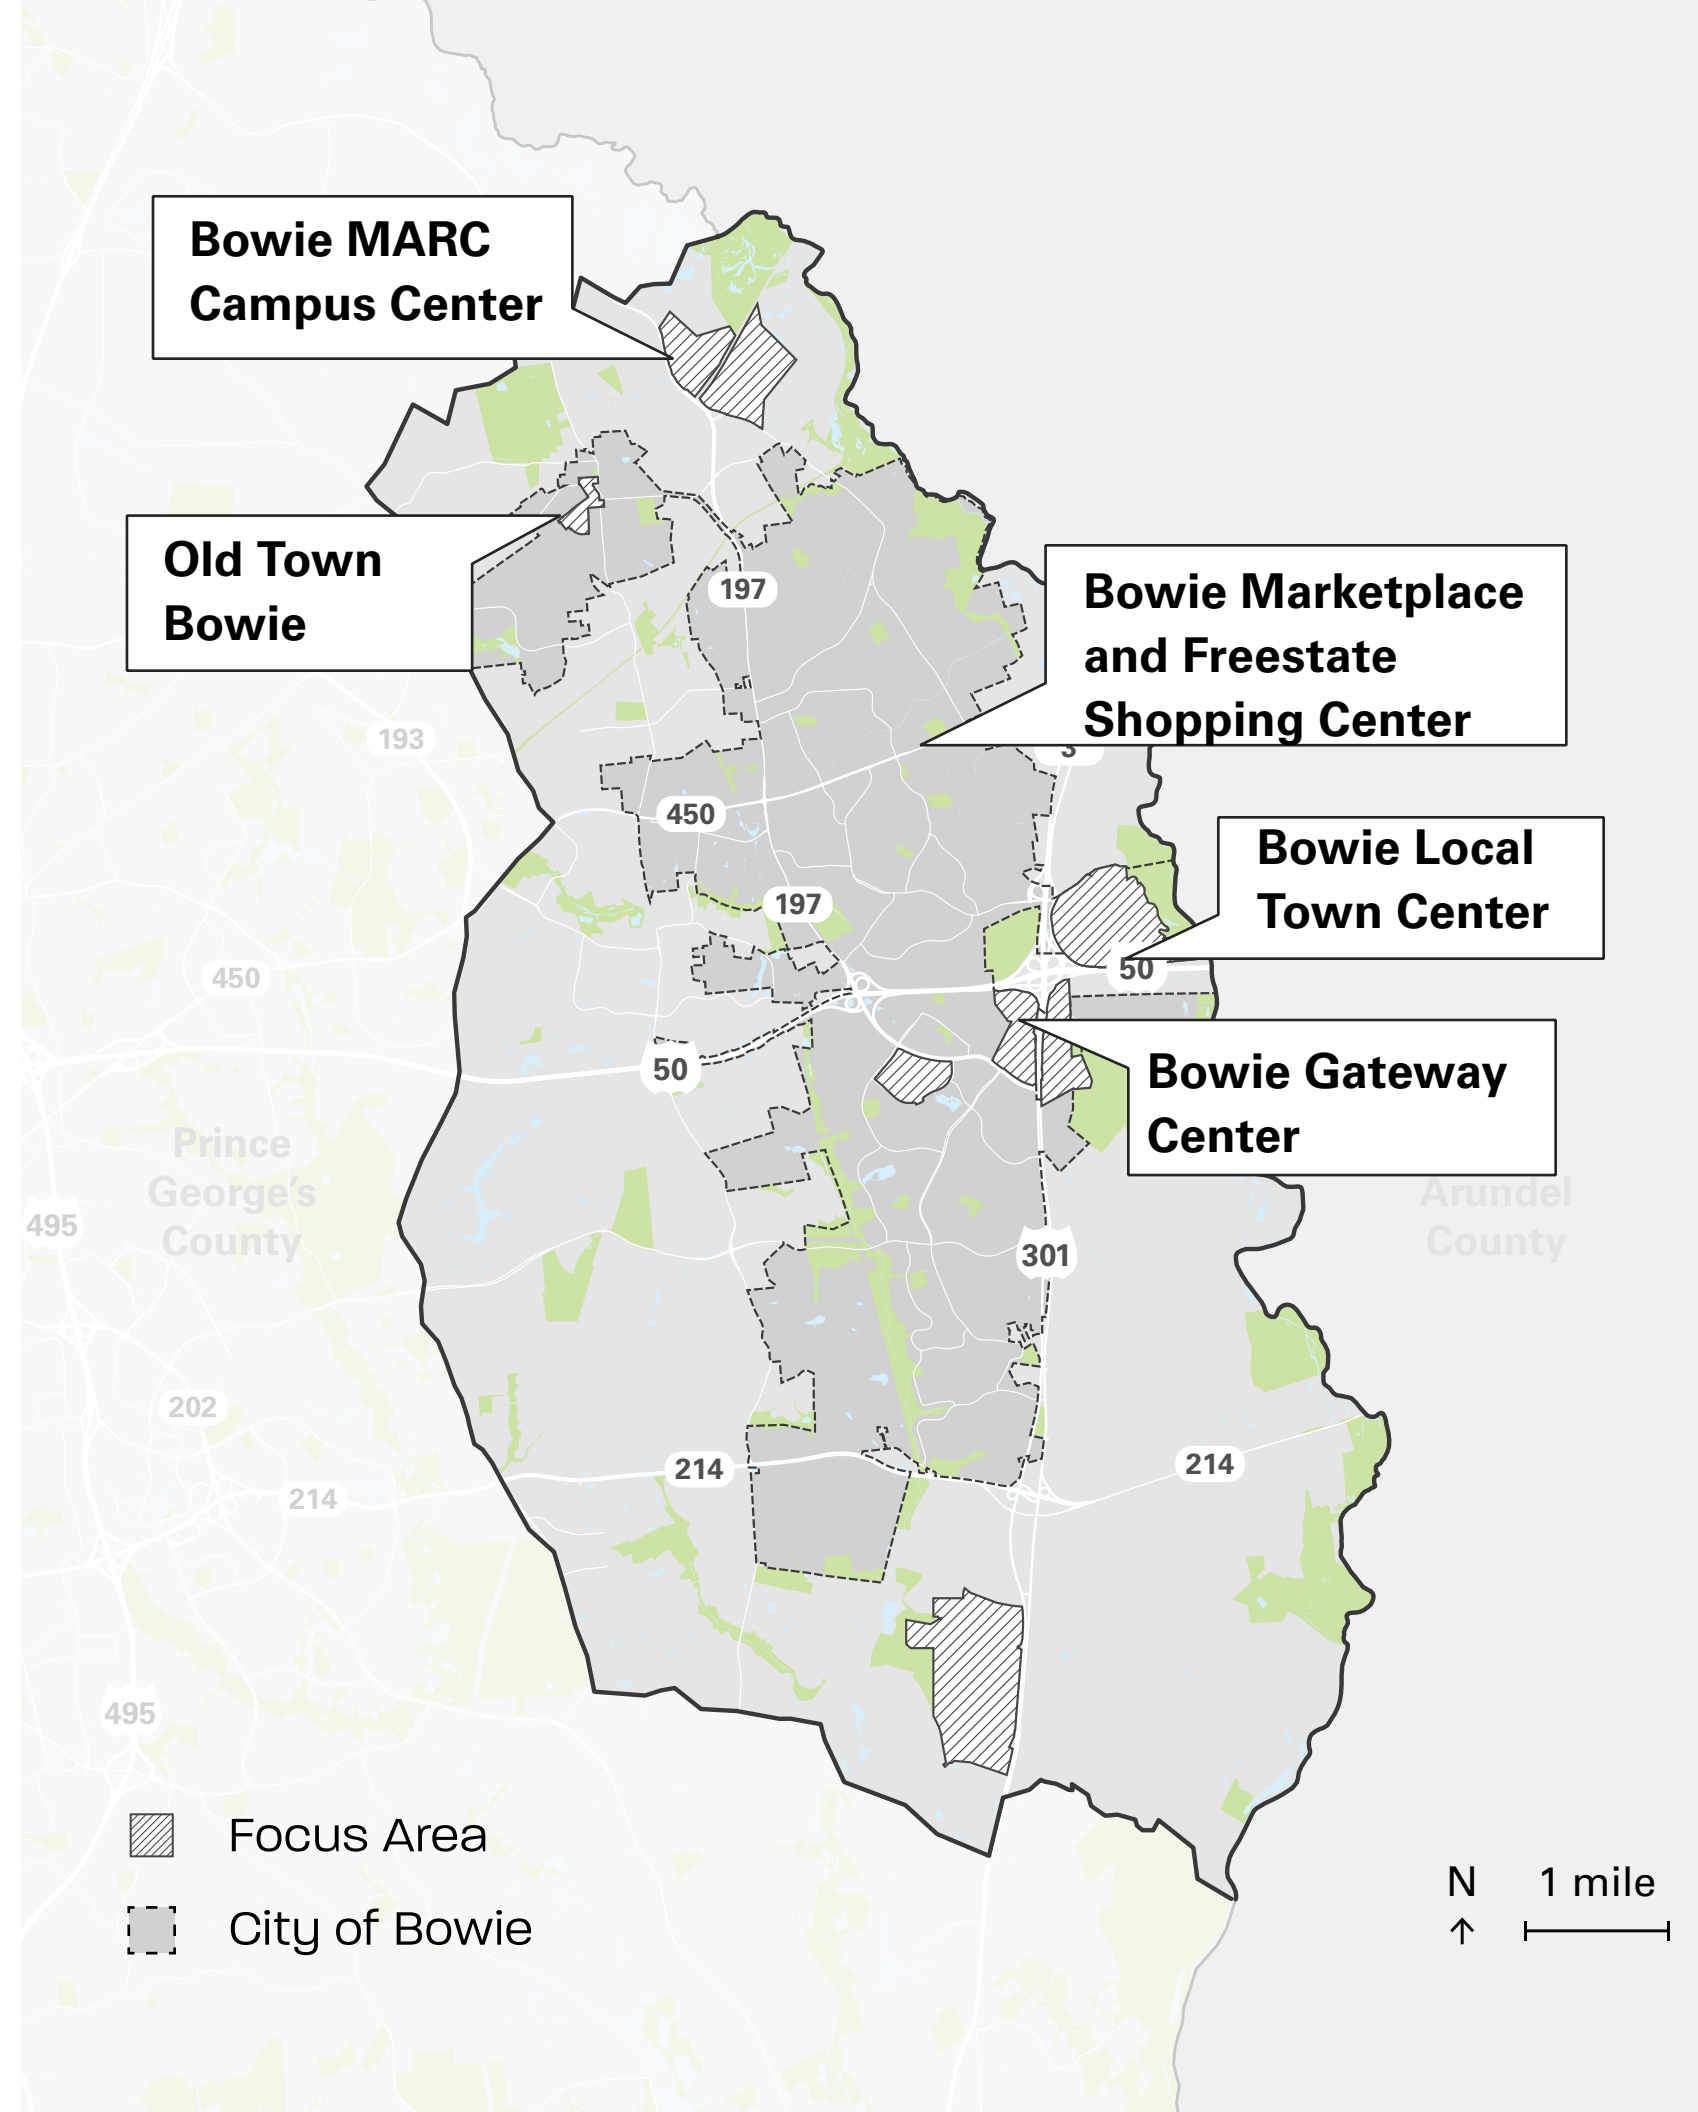 Bowie MARC
Campus Center
Old Town
Bowie
197
Bowie Marketplace
and Freestate
Shopping Center
193
3
450
Bowie Local
Town Center
197
450
50
50
Bowie Gateway
Center
Prince
George's
County
495
Arundel
County
301
202
214
214
214
495
Focus Area
City of Bowie
N
1 mile